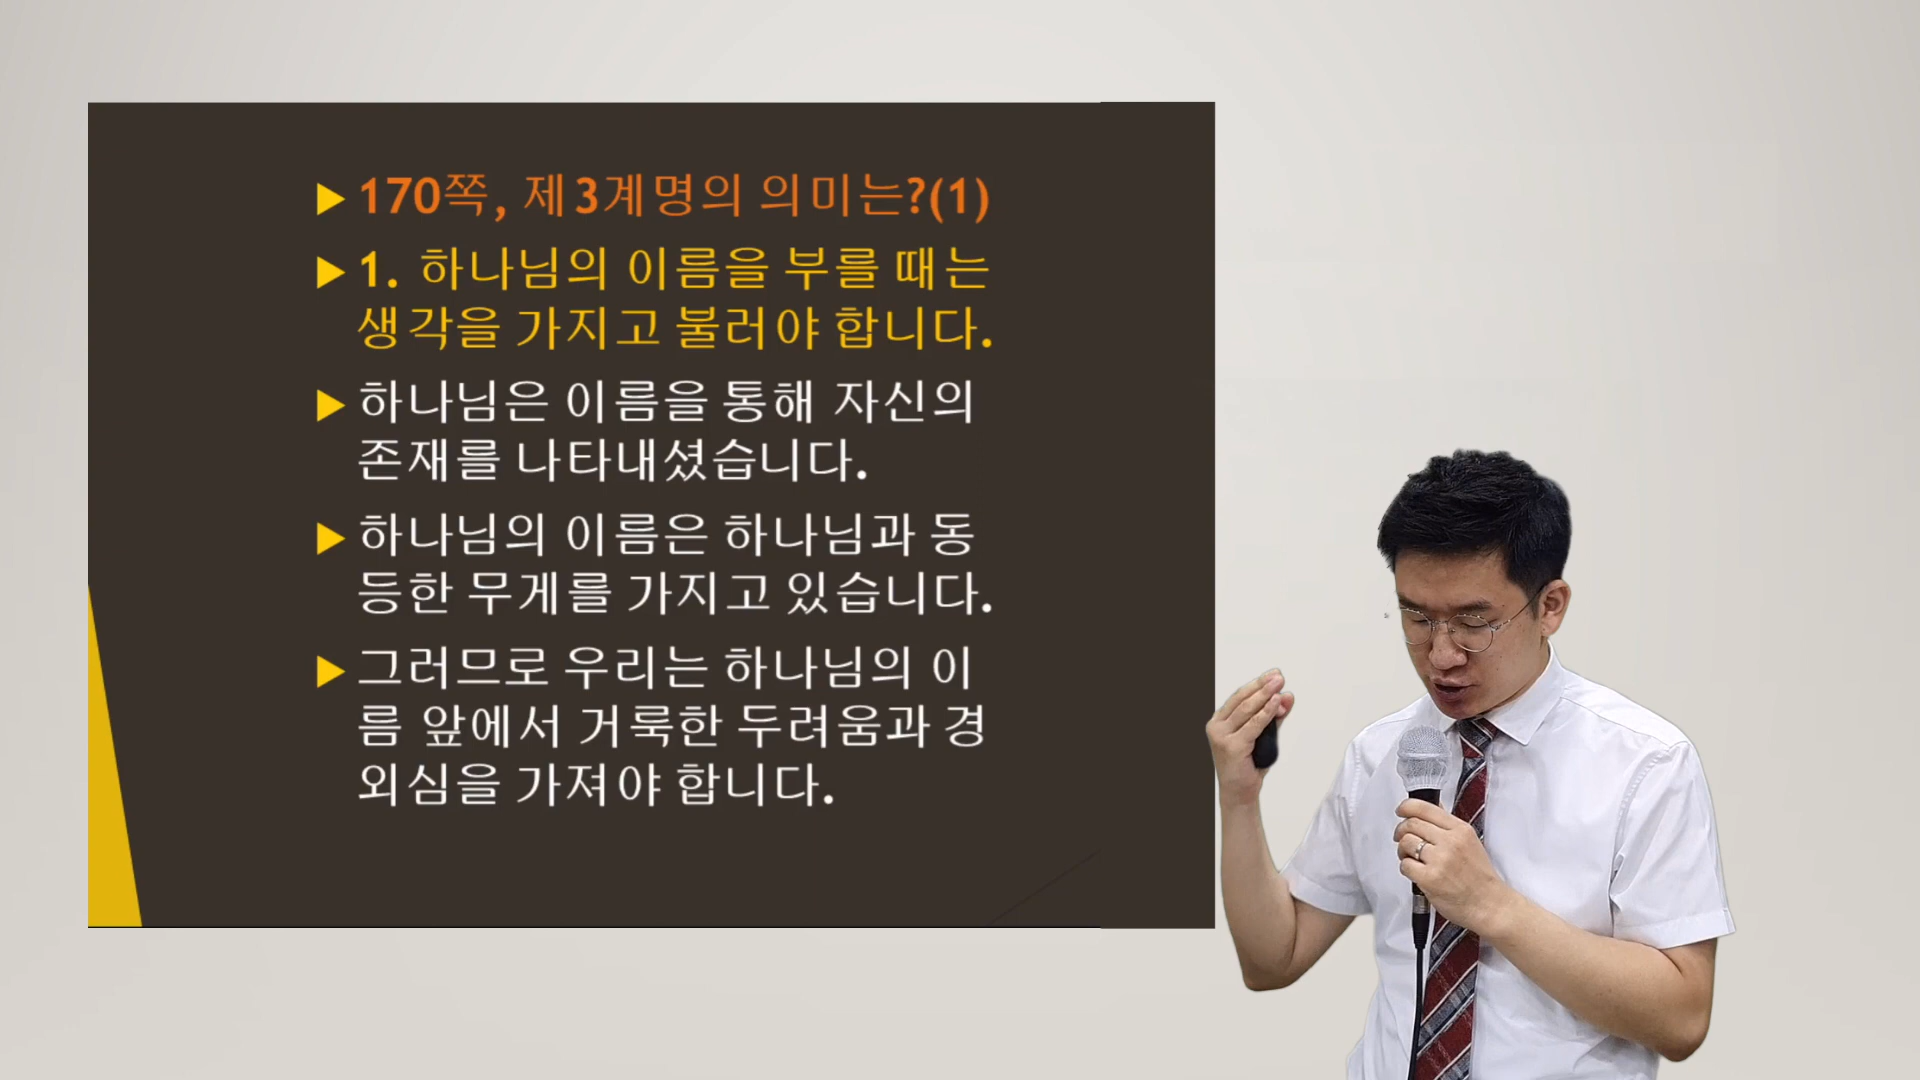 170쪽, 제3계명의 의미는?(1)
1. 하나님의 이름을 부를 때는
생각을 가지고 불러야 합니다.
하나님은 이름을 통해 자신의
존재를 나타내셨습니다.
하나님의 이름은 하나님과 동
등한 무게를 가지고 있습니다.
그러므로 우리는 하나님의 이
름 앞에서 거룩한 두려움과 경
외심을 가져야 합니다.